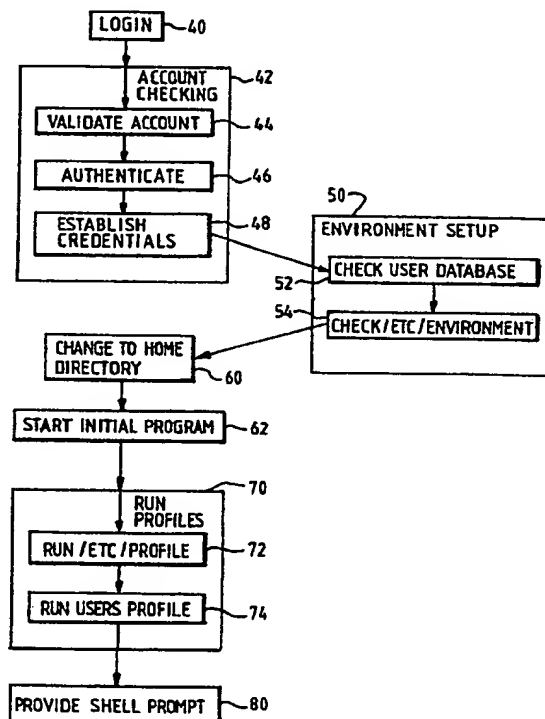 LOGIN
40
42
ACCOUNT
CHECKING
VALIDATE ACCOUNT
44
AUTHENTICATE
46
ESTABLISH
CREDENTIALS
48
50
ENVIRONMENT SETUP
CHECK USER DATABASE
52
54
CHECK/ETC/ENVIRONMENT
CHANGE TO HOME
DIRECTORY
60
START INITIAL PROGRAM
62
70
RUN
PROFILES
RUN /ETC/PROFILE
72
RUN USERS PROFILE
74
PROVIDE SHELL PROMPT
80